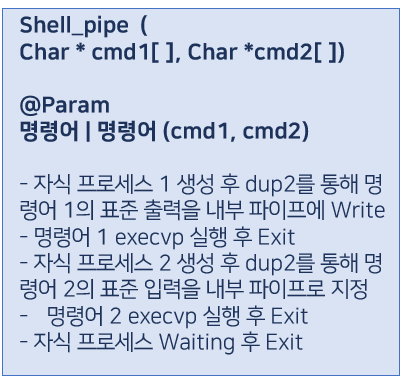 Shell_pipe (
Char * cmd1[ ], Char *cmd2[ ])
@Param
명령어 | 명령어 (cmd1, cmd2)
- 자식 프로세스 1 생성 후 dup2를 통해 명
령어 1의 표준 출력을 내부 파이프에 Write
- 명령어 1 execvp 실행 후 Exit
- 자식 프로세스 2 생성 후 dup2를 통해 명
령어 2의 표준 입력을 내부 파이프로 지정
- 명령어 2 execvp 실행 후 Exit
- 자식 프로세스 Waiting 후 Exit